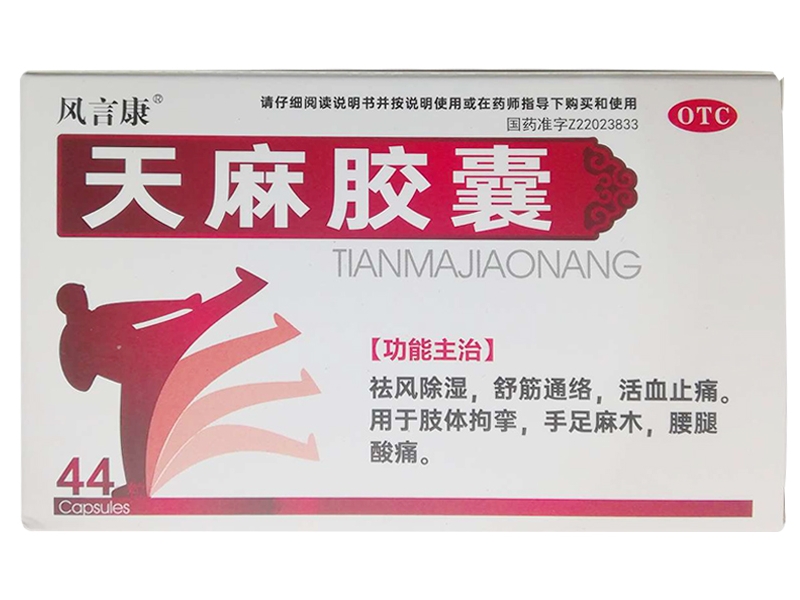 风言康®
请仔细阅读说明书并按说明使用或在药师指导下购买和使用
国药准字Z22023833
OTC
天麻胶囊
TIANMAJIAONANG
【功能主治】
祛风除湿，舒筋通络，活血止痛。
用于肢体拘挛，手足麻木，腰腿
酸痛。
44
Capsules